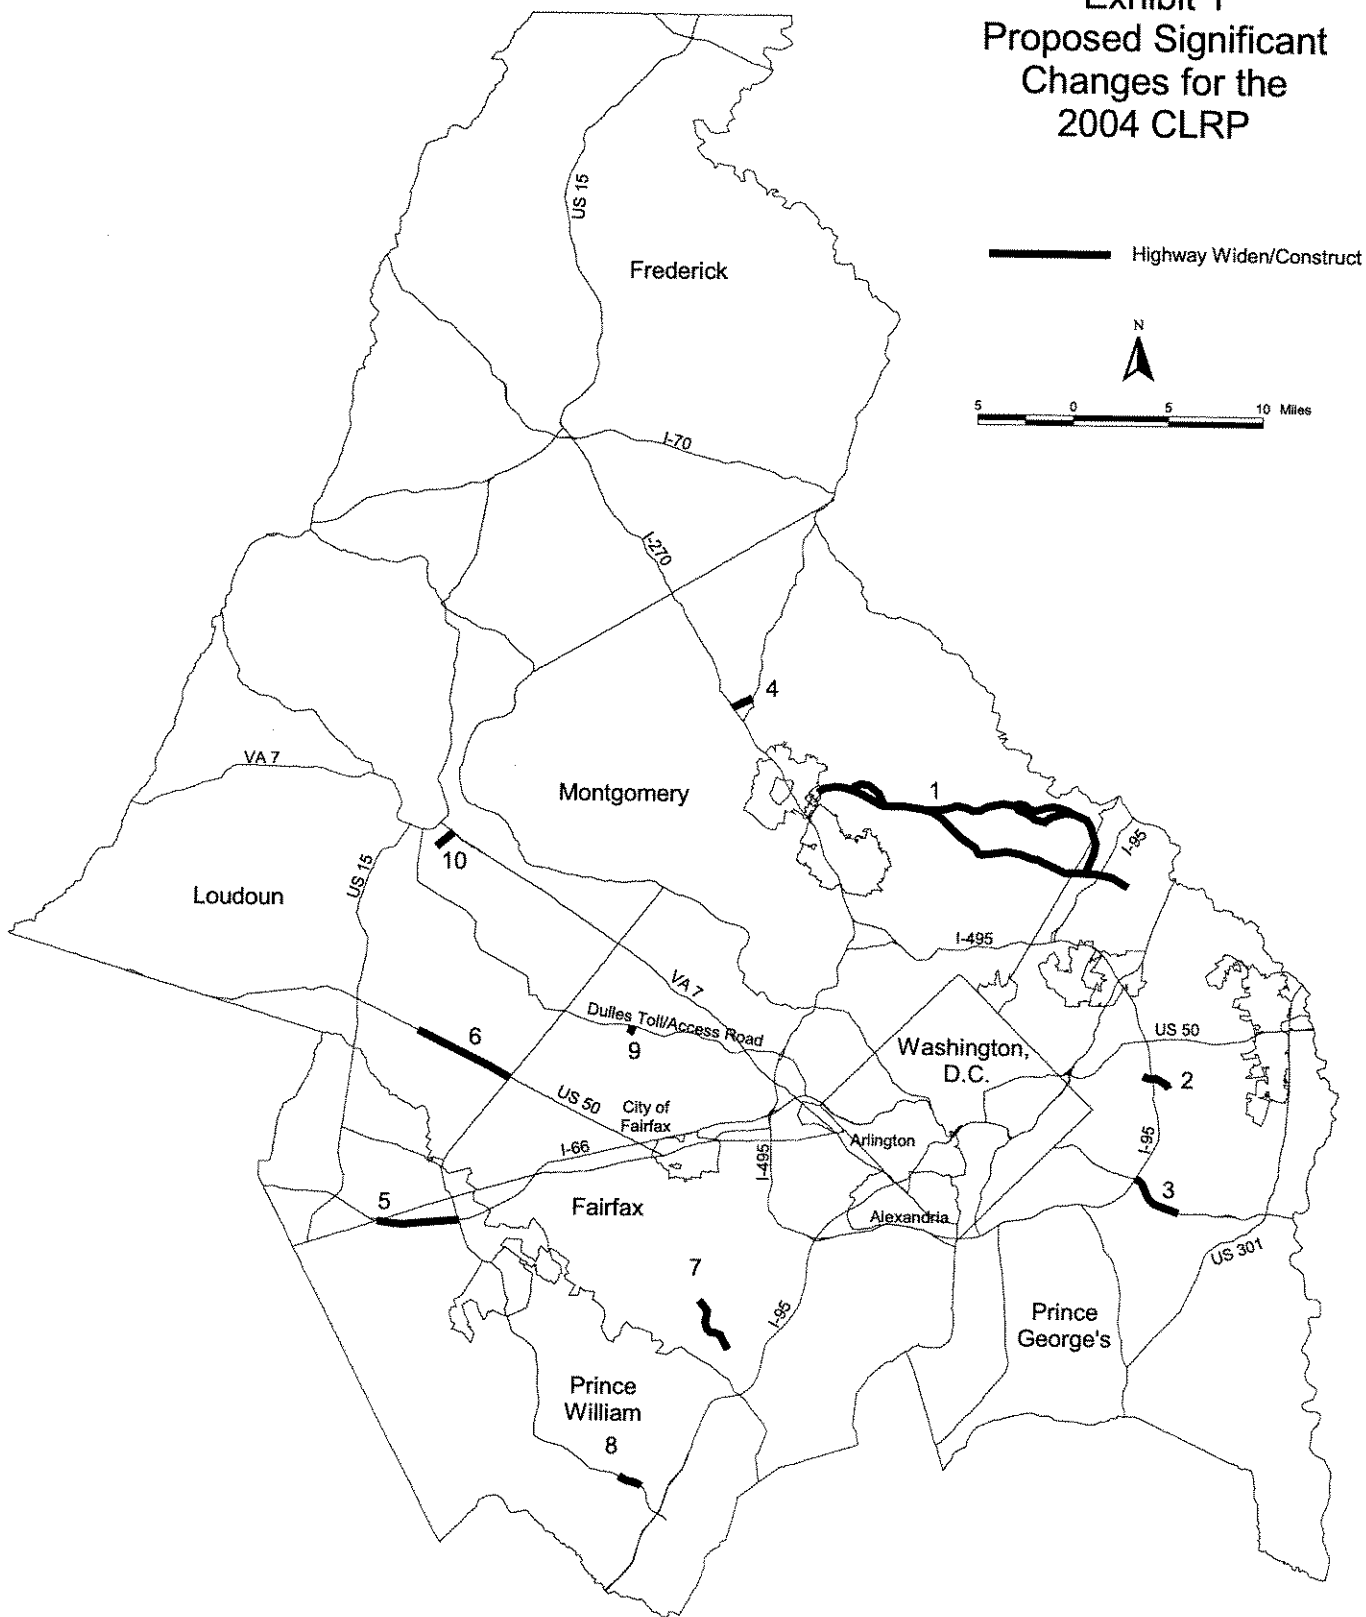 Exhibit 1
Proposed Significant
Changes for the
2004 CLRP
Highway Widen/Construct
N
5 0 5 10 Miles
US 15
Frederick
I-70
I-270
4
VA 7
Montgomery
1
I-95
10
US 15
Loudoun
I-495
VA 7
Dulles Toll/Access Road
6
9
US 50
Washington,
D.C.
2
US 50
City of
Fairfax
I-66
Arlington
I-495
I-95
5
Fairfax
Alexandria
3
US 301
7
I-95
Prince
George's
Prince
William
8